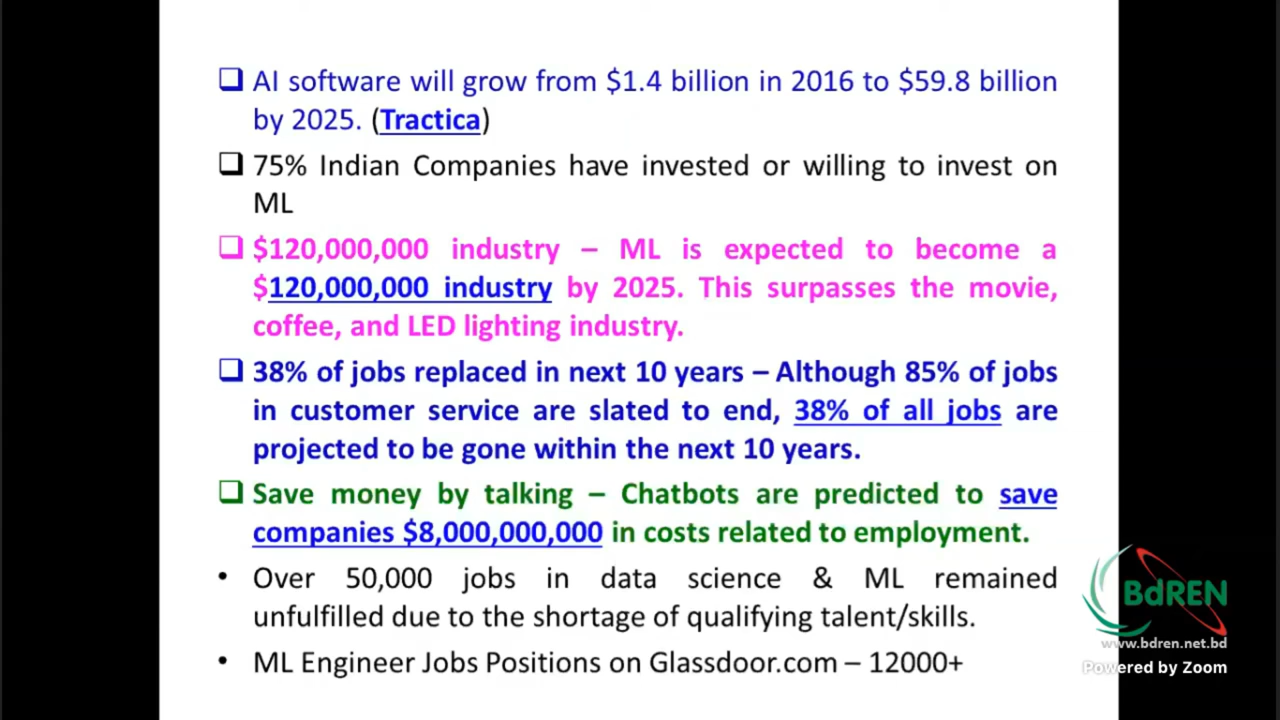 AI software will grow from $1.4 billion in 2016 to $59.8 billion
by 2025. (Tractica)
75% Indian Companies have invested or willing to invest on
ML
$120,000,000 industry – ML is expected to become a
$120,000,000 industry by 2025. This surpasses the movie,
coffee, and LED lighting industry.
38% of jobs replaced in next 10 years – Although 85% of jobs
in customer service are slated to end, 38% of all jobs are
projected to be gone within the next 10 years.
Save money by talking – Chatbots are predicted to save
companies $8,000,000,000 in costs related to employment.
• Over 50,000 jobs in data science & ML remained
unfulfilled due to the shortage of qualifying talent/skills.
• ML Engineer Jobs Positions on Glassdoor.com – 12000+
BdREN
www.bdren.net.bd
Powered by Zoom